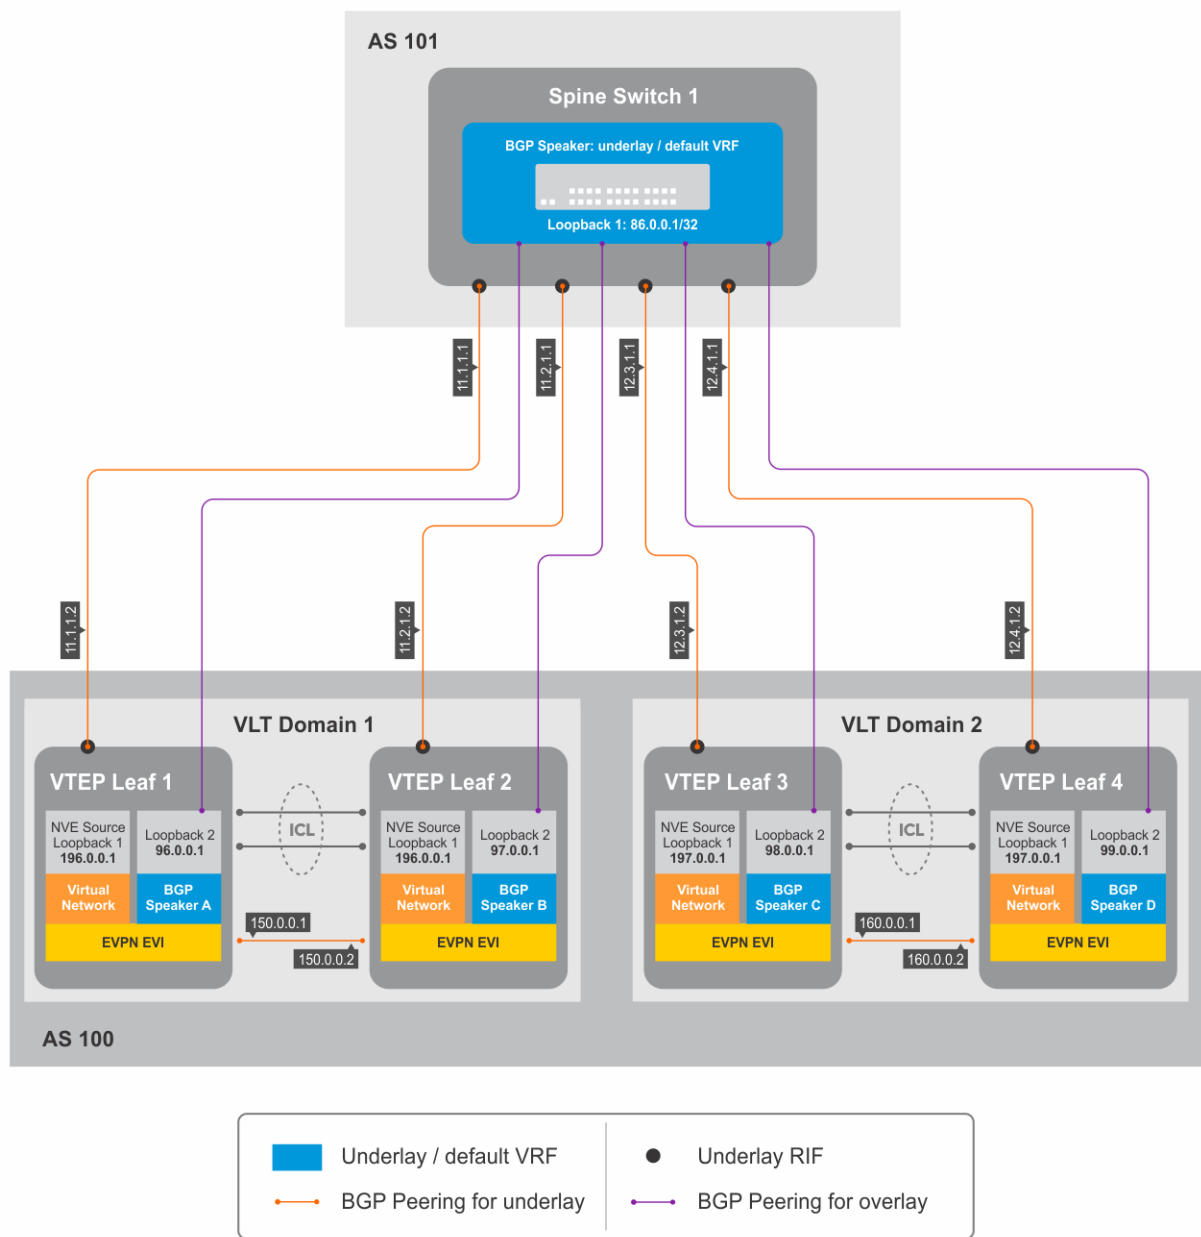 AS 101
Spine Switch 1
BGP Speaker: underlay / default VRF
Loopback 1: 86.0.0.1/32
11.1.1.1
11.2.1.1
12.3.1.1
12.4.1.1
11.1.1.2
11.2.1.2
12.3.1.2
12.4.1.2
VLT Domain 1
VTEP Leaf 1
NVE Source
Loopback 1
196.0.0.1
Loopback 2
96.0.0.1
Virtual
Network
BGP
Speaker A
EVPN EVI
ICL
150.0.0.1
150.0.0.2
VTEP Leaf 2
NVE Source
Loopback 1
196.0.0.1
Loopback 2
97.0.0.1
Virtual
Network
BGP
Speaker B
EVPN EVI
VLT Domain 2
VTEP Leaf 3
NVE Source
Loopback 1
197.0.0.1
Loopback 2
98.0.0.1
Virtual
Network
BGP
Speaker C
EVPN EVI
ICL
160.0.0.1
160.0.0.2
VTEP Leaf 4
NVE Source
Loopback 1
197.0.0.1
Loopback 2
99.0.0.1
Virtual
Network
BGP
Speaker D
EVPN EVI
AS 100
Underlay / default VRF
Underlay RIF
BGP Peering for underlay
BGP Peering for overlay